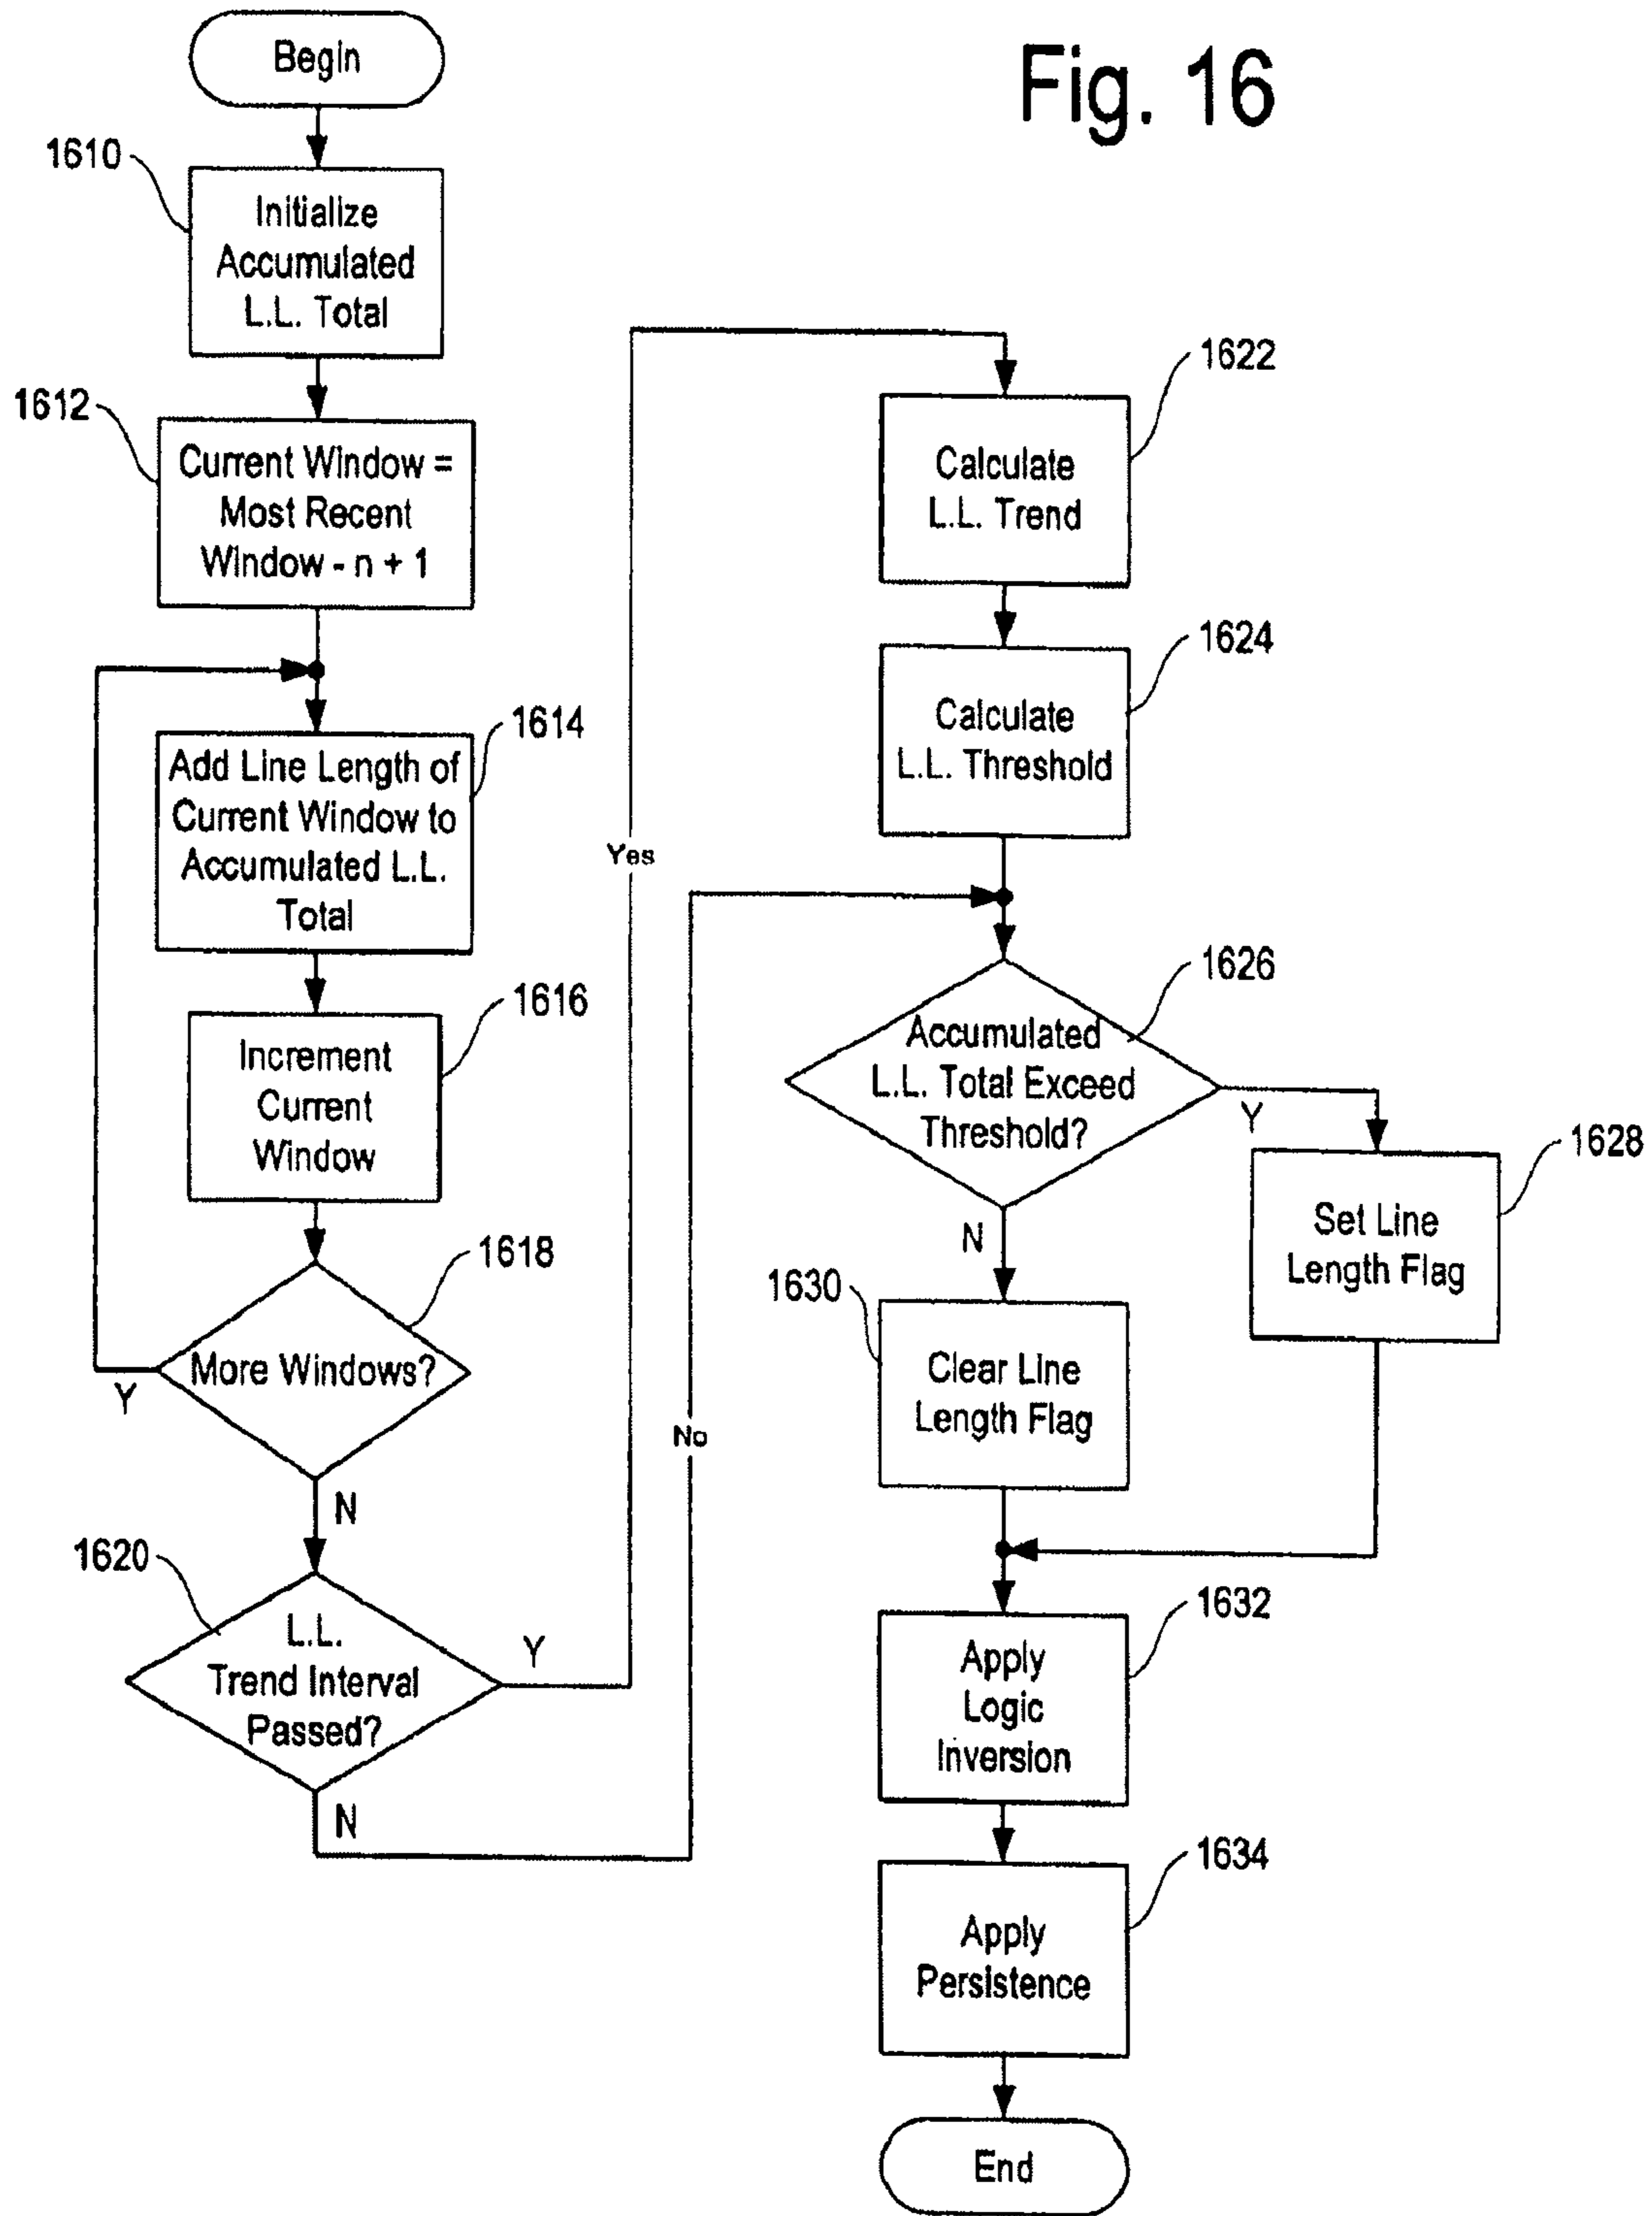 Fig. 16
Begin
1610
Initialize
Accumulated
L.L. Total
1612
Current Window =
Most Recent
Window - n + 1
1614
Add Line Length of
Current Window to
Accumulated L.L.
Total
1616
Increment
Current
Window
1618
More Windows?
Y
N
1620
L.L.
Trend Interval
Passed?
Y
N
Yes
No
1622
Calculate
L.L. Trend
1624
Calculate
L.L. Threshold
1626
Accumulated
L.L. Total Exceed
Threshold?
Y
N
1628
Set Line
Length Flag
1630
Clear Line
Length Flag
1632
Apply
Logic
Inversion
1634
Apply
Persistence
End